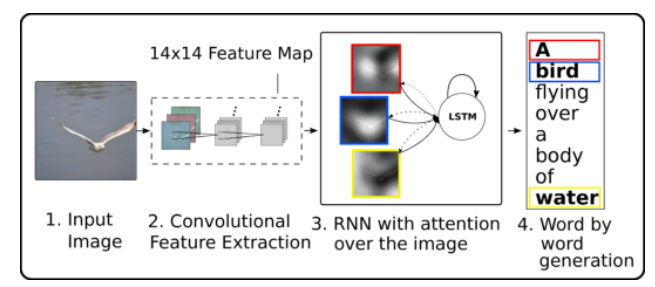 14x14 Feature Map
LSTM
A
bird
flying
over
a
body
of
water
1. Input
Image
2. Convolutional
Feature Extraction
3. RNN with attention
over the image
4. Word by
word
generation